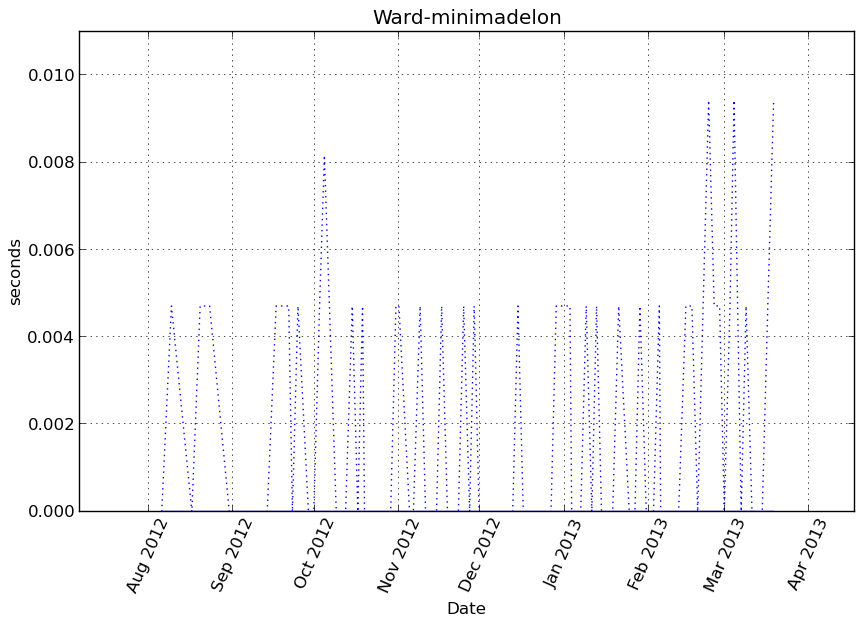 Ward-minimadelon
0.010
0.008
0.006
0.004
0.002
0.000
seconds
Aug 2012
Sep 2012
Oct 2012
Nov 2012
Dec 2012
Jan 2013
Feb 2013
Mar 2013
Apr 2013
Date